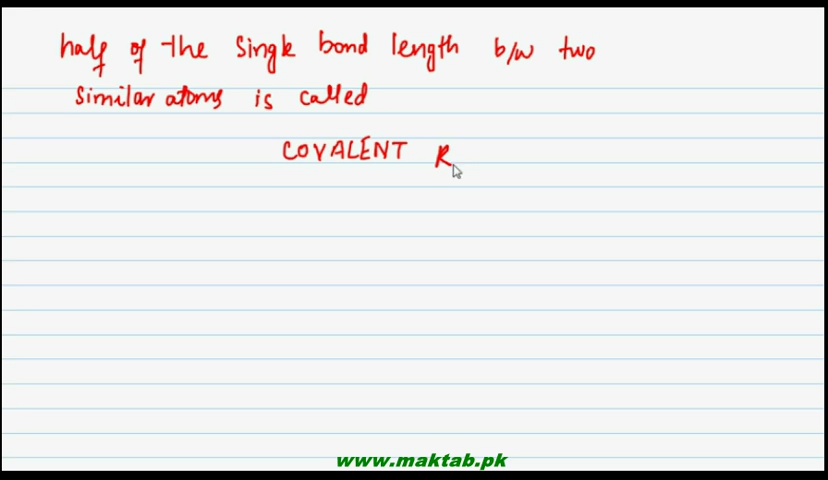 half of the single bond length b/w two
similar atoms is called
COVALENT R
www.maktab.pk